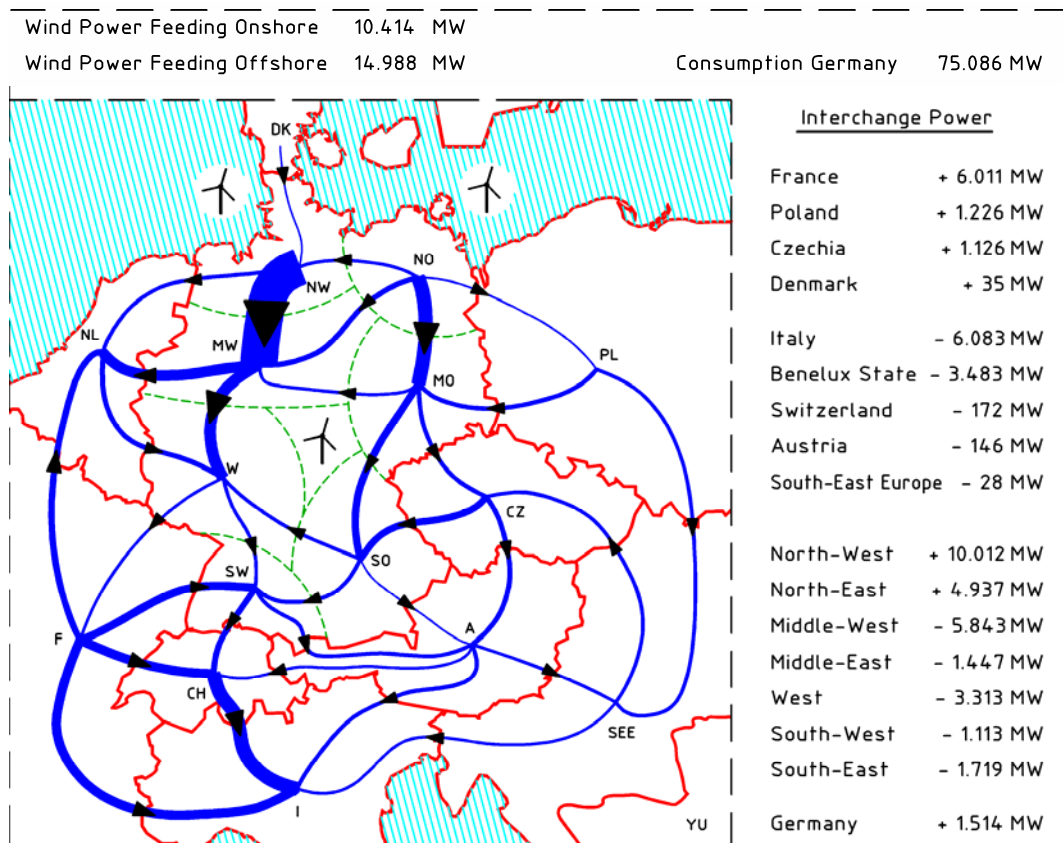 Wind Power Feeding Onshore 10.414 MW
Wind Power Feeding Offshore 14.988 MW
Consumption Germany 75.086 MW
Interchange Power
France + 6.011 MW
Poland + 1.226 MW
Czechia + 1.126 MW
Denmark + 35 MW
Italy - 6.083 MW
Benelux State - 3.483 MW
Switzerland - 172 MW
Austria - 146 MW
South-East Europe - 28 MW
North-West + 10.012 MW
North-East + 4.937 MW
Middle-West - 5.843 MW
Middle-East - 1.447 MW
West - 3.313 MW
South-West - 1.113 MW
South-East - 1.719 MW
Germany + 1.514 MW
DK
NO
NW
NL
MW
PL
MO
W
CZ
SO
SW
A
F
CH
SEE
I
YU